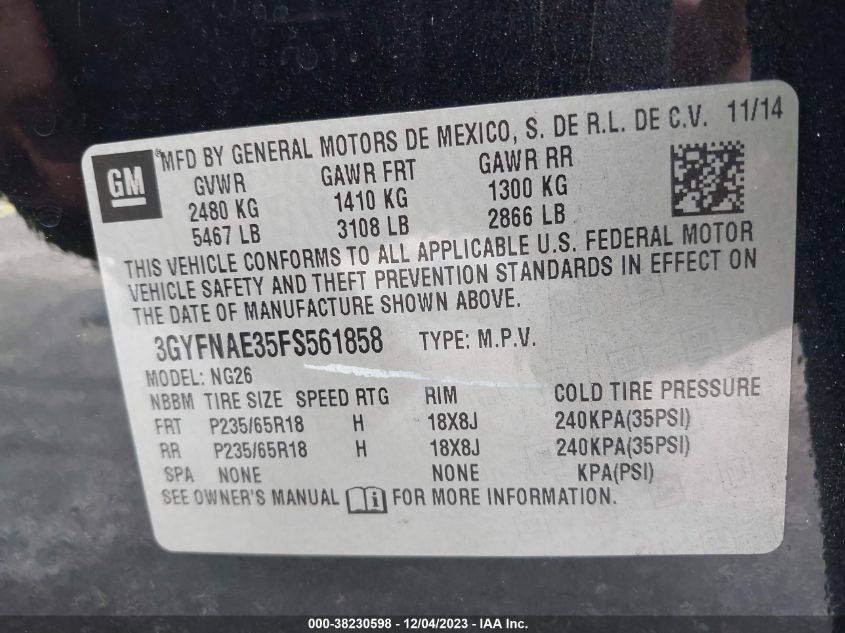 GM
® MFD BY GENERAL MOTORS DE MEXICO, S. DE R.L. DE C.V. 11/14
GVWR GAWR FRT GAWR RR
2480 KG 1410 KG 1300 KG
5467 LB 3108 LB 2866 LB
THIS VEHICLE CONFORMS TO ALL APPLICABLE U.S. FEDERAL MOTOR
VEHICLE SAFETY AND THEFT PREVENTION STANDARDS IN EFFECT ON
THE DATE OF MANUFACTURE SHOWN ABOVE.
3GYFNAE35FS561858 TYPE: M.P.V.
MODEL: NG26
NBBM TIRE SIZE SPEED RTG RIM COLD TIRE PRESSURE
FRT P235/65R18 H 18X8J 240KPA(35PSI)
RR P235/65R18 H 18X8J 240KPA(35PSI)
SPA NONE NONE KPA(PSI)
SEE OWNER'S MANUAL FOR MORE INFORMATION.
000-38230598 - 12/04/2023 - IAA Inc.